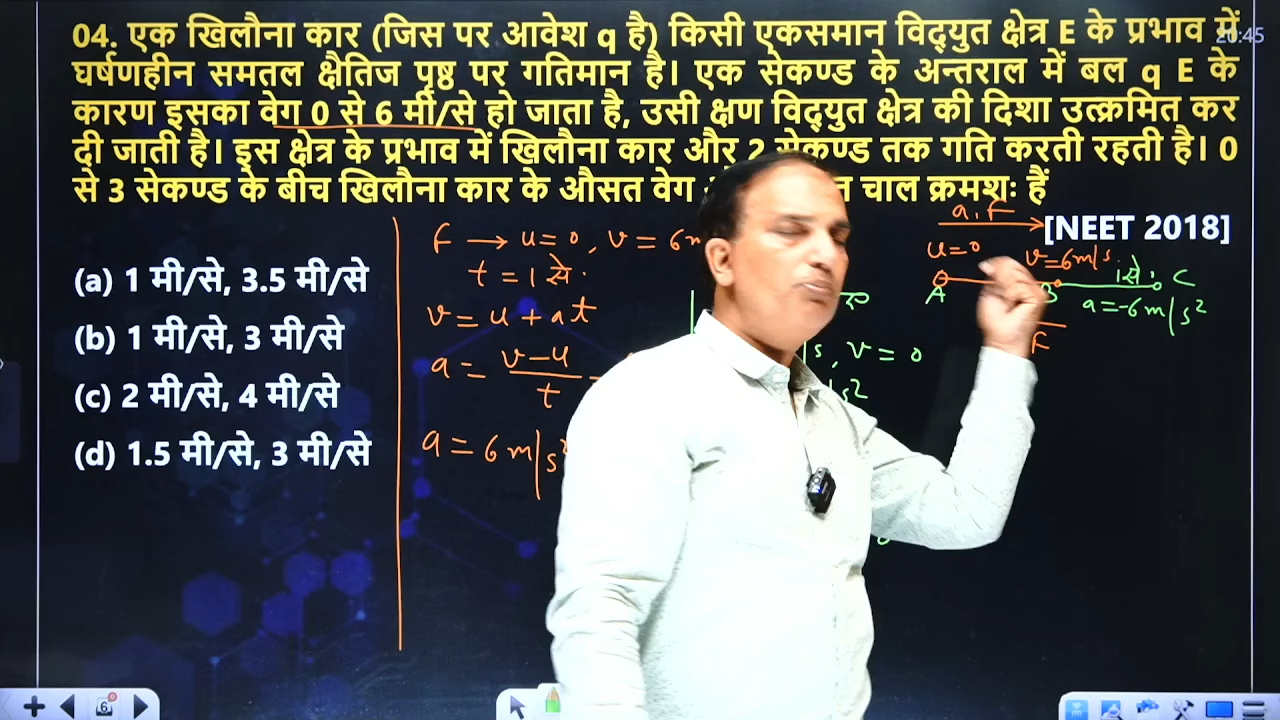 04. एक खिलौना कार (जिस पर आवेश q है) किसी एकसमान विद्युत क्षेत्र E के प्रभाव में
20:45
घर्षणहीन समतल क्षैतिज पृष्ठ पर गतिमान है। एक सेकण्ड के अन्तराल में बल q E के
कारण इसका वेग 0 से 6 मी/से हो जाता है, उसी क्षण विद्युत क्षेत्र की दिशा उत्क्रमित कर
दी जाती है। इस क्षेत्र के प्रभाव में खिलौना कार और 2 सेकण्ड तक गति करती रहती है। 0
से 3 सेकण्ड के बीच खिलौना कार के औसत वेग चाल क्रमशः हैं
[NEET 2018]
(a) 1 मी/से, 3.5 मी/से
(b) 1 मी/से, 3 मी/से
(c) 2 मी/से, 4 मी/से
(d) 1.5 मी/से, 3 मी/से
F → u = 0, v = 6m
t = 1 से.
v = u + at
a = v-u / t
a = 6 m/s²
s, v = 0
s²
a, F
u=0
v=6m/s
1 से.
A
B
C
a=-6m/s²
F
6